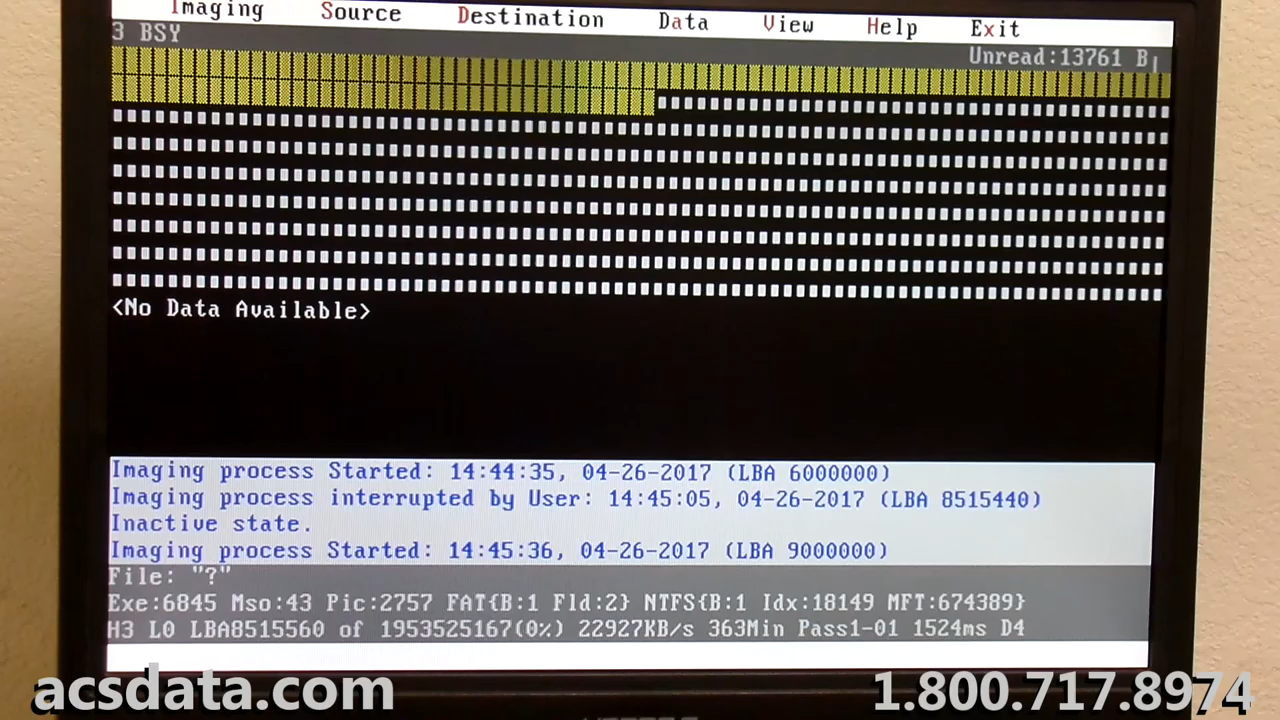 Imaging Source Destination Data View Help Exit
3 BSY
Unread:13761 B
<No Data Available>
Imaging process Started: 14:44:35, 04-26-2017 (LBA 6000000)
Imaging process interrupted by User: 14:45:05, 04-26-2017 (LBA 8515440)
Inactive state.
Imaging process Started: 14:45:36, 04-26-2017 (LBA 9000000)
File: "?"
Exe:6845 Mso:43 Pic:2757 FAT{B:1 Fld:2} NTFS{B:1 Idx:18149 MFT:674389}
H3 L0 LBA8515560 of 1953525167(0%) 22927KB/s 363Min Pass1-01 1524ms D4
acsdata.com
1.800.717.8974